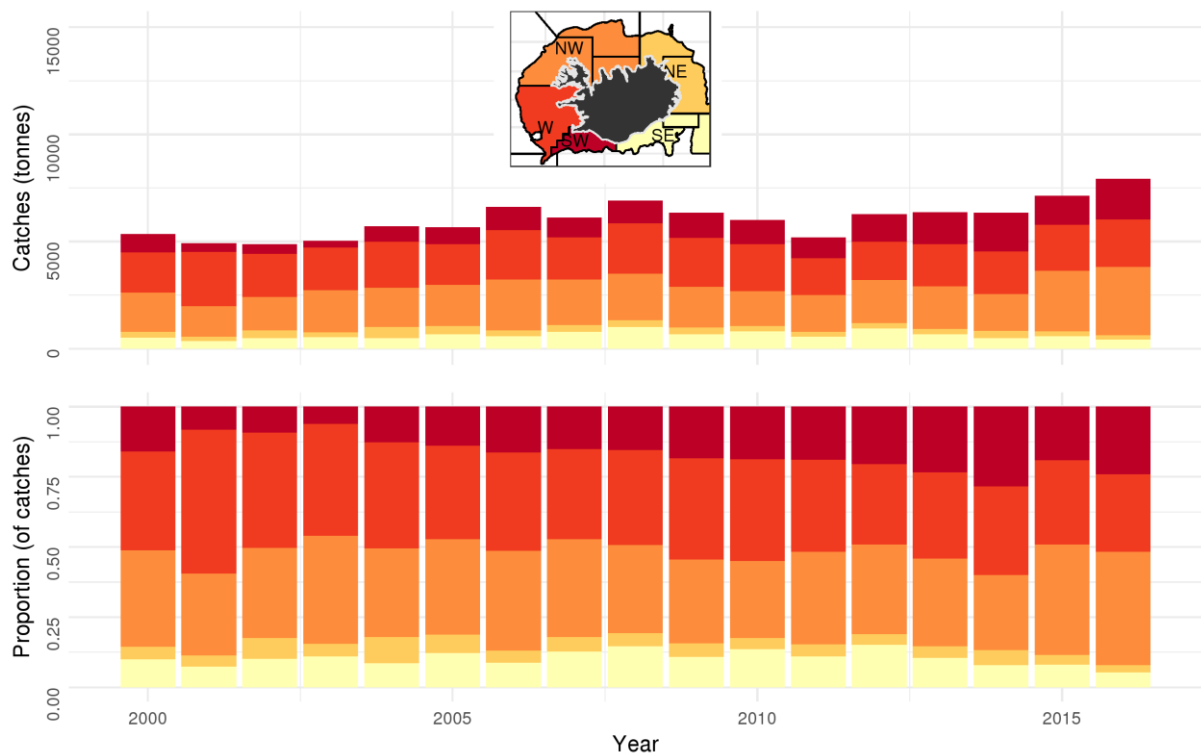 Catches (tonnes)
15000
10000
5000
0
NW
NE
W
SW
SE
Proportion (of catches)
1.00
0.75
0.50
0.25
0.00
2000
2005
2010
2015
Year